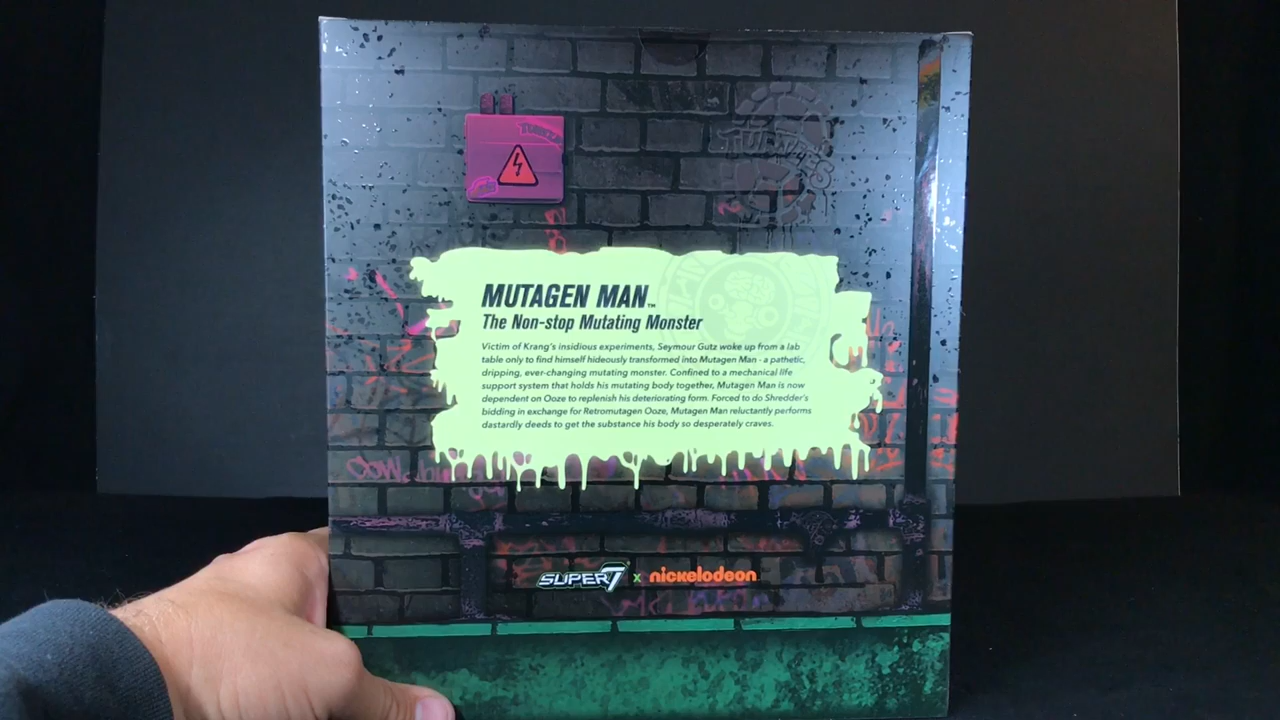 TURTLES
MUTAGEN MAN™
The Non-stop Mutating Monster
Victim of Krang's insidious experiments, Seymour Gutz woke up from a lab
table only to find himself hideously transformed into Mutagen Man - a pathetic,
dripping, ever-changing mutating monster. Confined to a mechanical life
support system that holds his mutating body together, Mutagen Man is now
dependent on Ooze to replenish his deteriorating form. Forced to do Shredder's
bidding in exchange for Retromutagen Ooze, Mutagen Man reluctantly performs
dastardly deeds to get the substance his body so desperately craves.
SUPER7 x nickelodeon